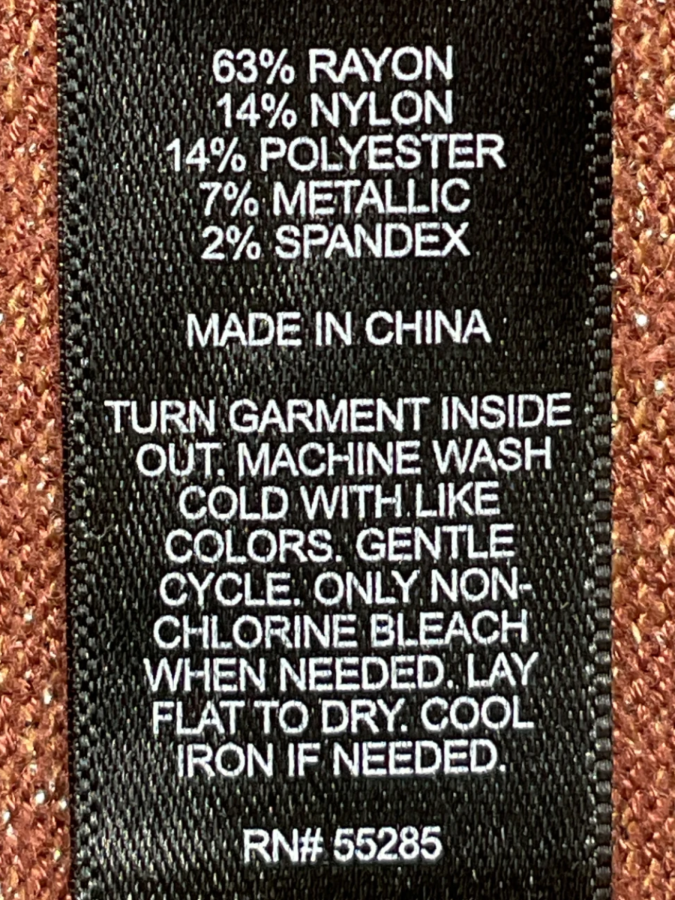 63% RAYON
14% NYLON
14% POLYESTER
7% METALLIC
2% SPANDEX
MADE IN CHINA
TURN GARMENT INSIDE
OUT. MACHINE WASH
COLD WITH LIKE
COLORS. GENTLE
CYCLE. ONLY NON-
CHLORINE BLEACH
WHEN NEEDED. LAY
FLAT TO DRY. COOL
IRON IF NEEDED.
RN# 55285